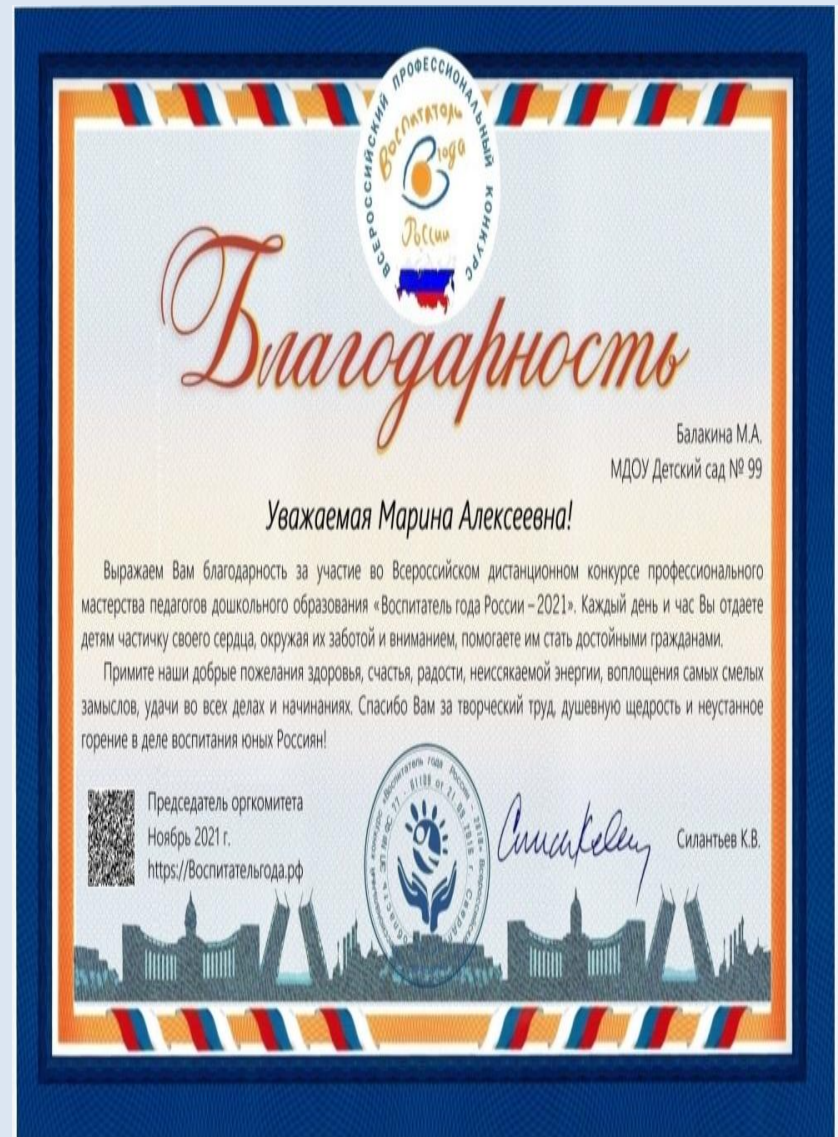 ВСЕРОССИЙСКИЙ ПРОФЕССИОНАЛЬНЫЙ КОНКУРС
Воспитатель
года
России
Благодарность
Балакина М.А.
МДОУ Детский сад № 99
Уважаемая Марина Алексеевна!
Выражаем Вам благодарность за участие во Всероссийском дистанционном конкурсе профессионального
мастерства педагогов дошкольного образования «Воспитатель года России – 2021». Каждый день и час Вы отдаете
детям частичку своего сердца, окружая их заботой и вниманием, помогаете им стать достойными гражданами.
Примите наши добрые пожелания здоровья, счастья, радости, неиссякаемой энергии, воплощения самых смелых
замыслов, удачи во всех делах и начинаниях. Спасибо Вам за творческий труд, душевную щедрость и неустанное
горение в деле воспитания юных Россиян!
Председатель оргкомитета
Ноябрь 2021 г.
https://Воспитательгода.рф
Силантьев К.В.
«Воспитатель года России - 2018»